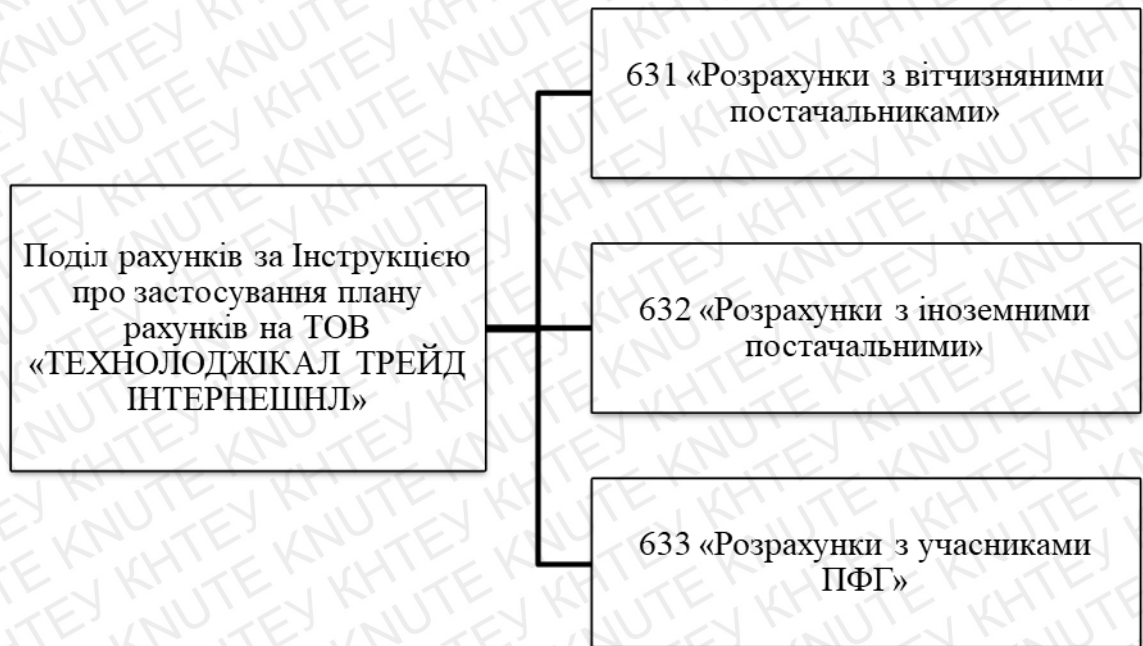 631 «Розрахунки з вітчизняними
постачальниками»
Поділ рахунків за Інструкцією
про застосування плану
рахунків на ТОВ
«ТЕХНОЛОДЖІКАЛ ТРЕЙД
ІНТЕРНЕШНЛ»
632 «Розрахунки з іноземними
постачальними»
633 «Розрахунки з учасниками
ПФГ»